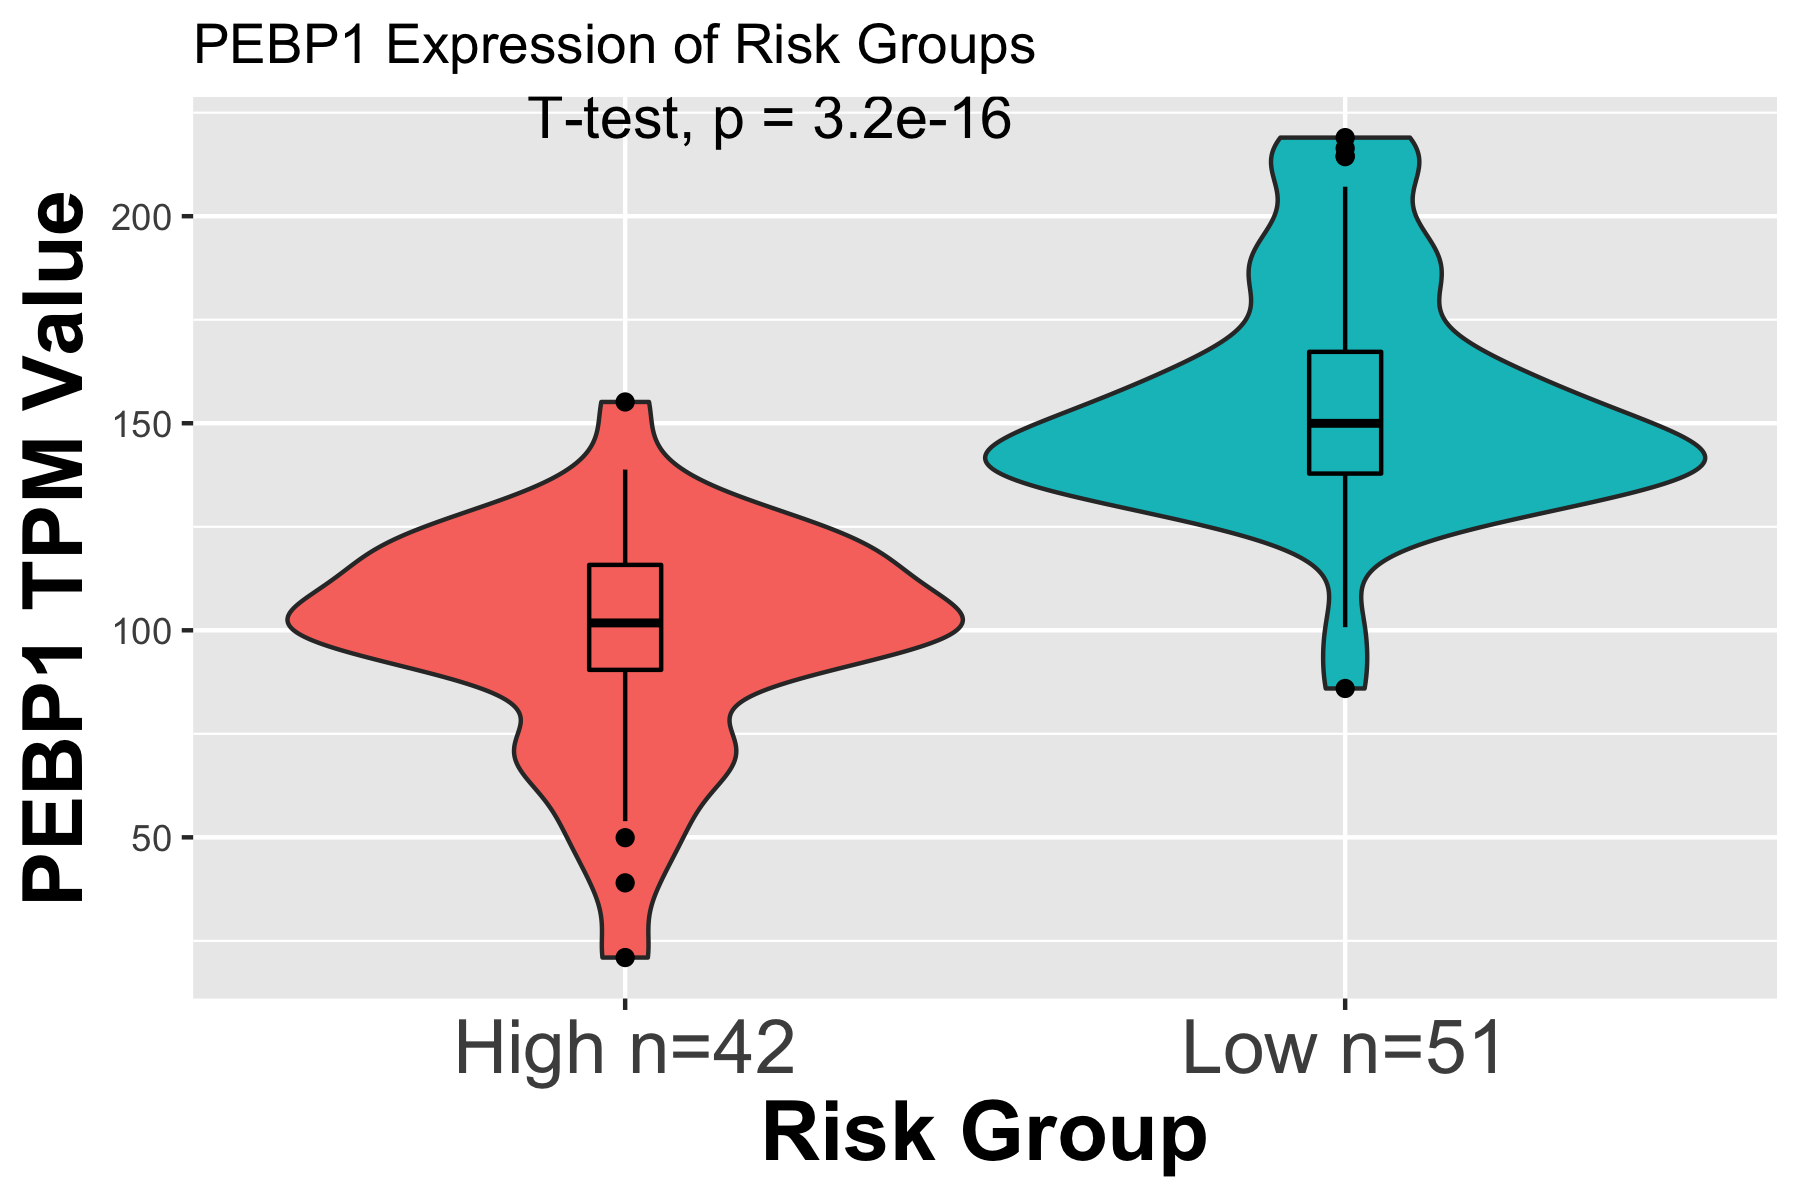 PEBP1 Expression of Risk Groups
T-test, p = 3.2e-16
PEBP1 TPM Value
200
150
100
50
High n=42
Low n=51
Risk Group